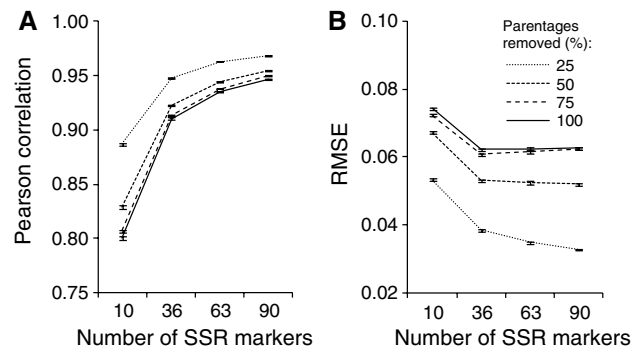 A
Pearson correlation
1.00
0.95
0.90
0.85
0.80
0.75
10 36 63 90
Number of SSR markers
B
RMSE
0.10
0.08
0.06
0.04
0.02
Parentages
removed (%):
25
50
75
100
10 36 63 90
Number of SSR markers